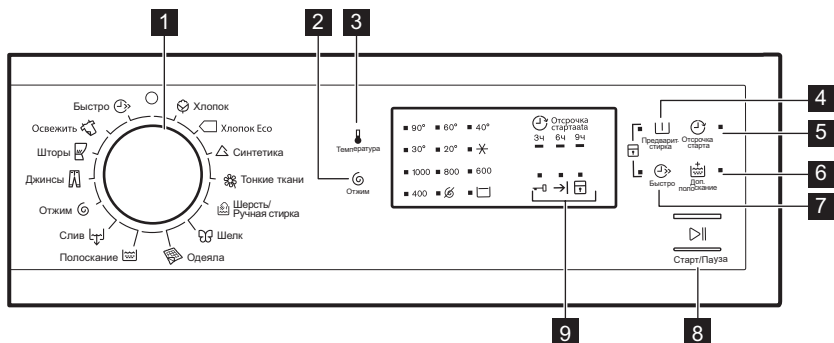 1
2
3
4
5
6
7
8
9
Быстро
Освежить
Шторы
Джинсы
Отжим
Слив
Полоскание
Хлопок
Хлопок Eco
Синтетика
Тонкие ткани
Шерсть/
Ручная стирка
Шелк
Одеяла
Температура
Отжим
90° 60° 40°
30° 20°
1000 800 600
400
Отсрочка
стартаata
3ч 6ч 9ч
Предварит.
стирка
Отсрочка
старта
Быстро
Доп.
полоскание
Старт/Пауза